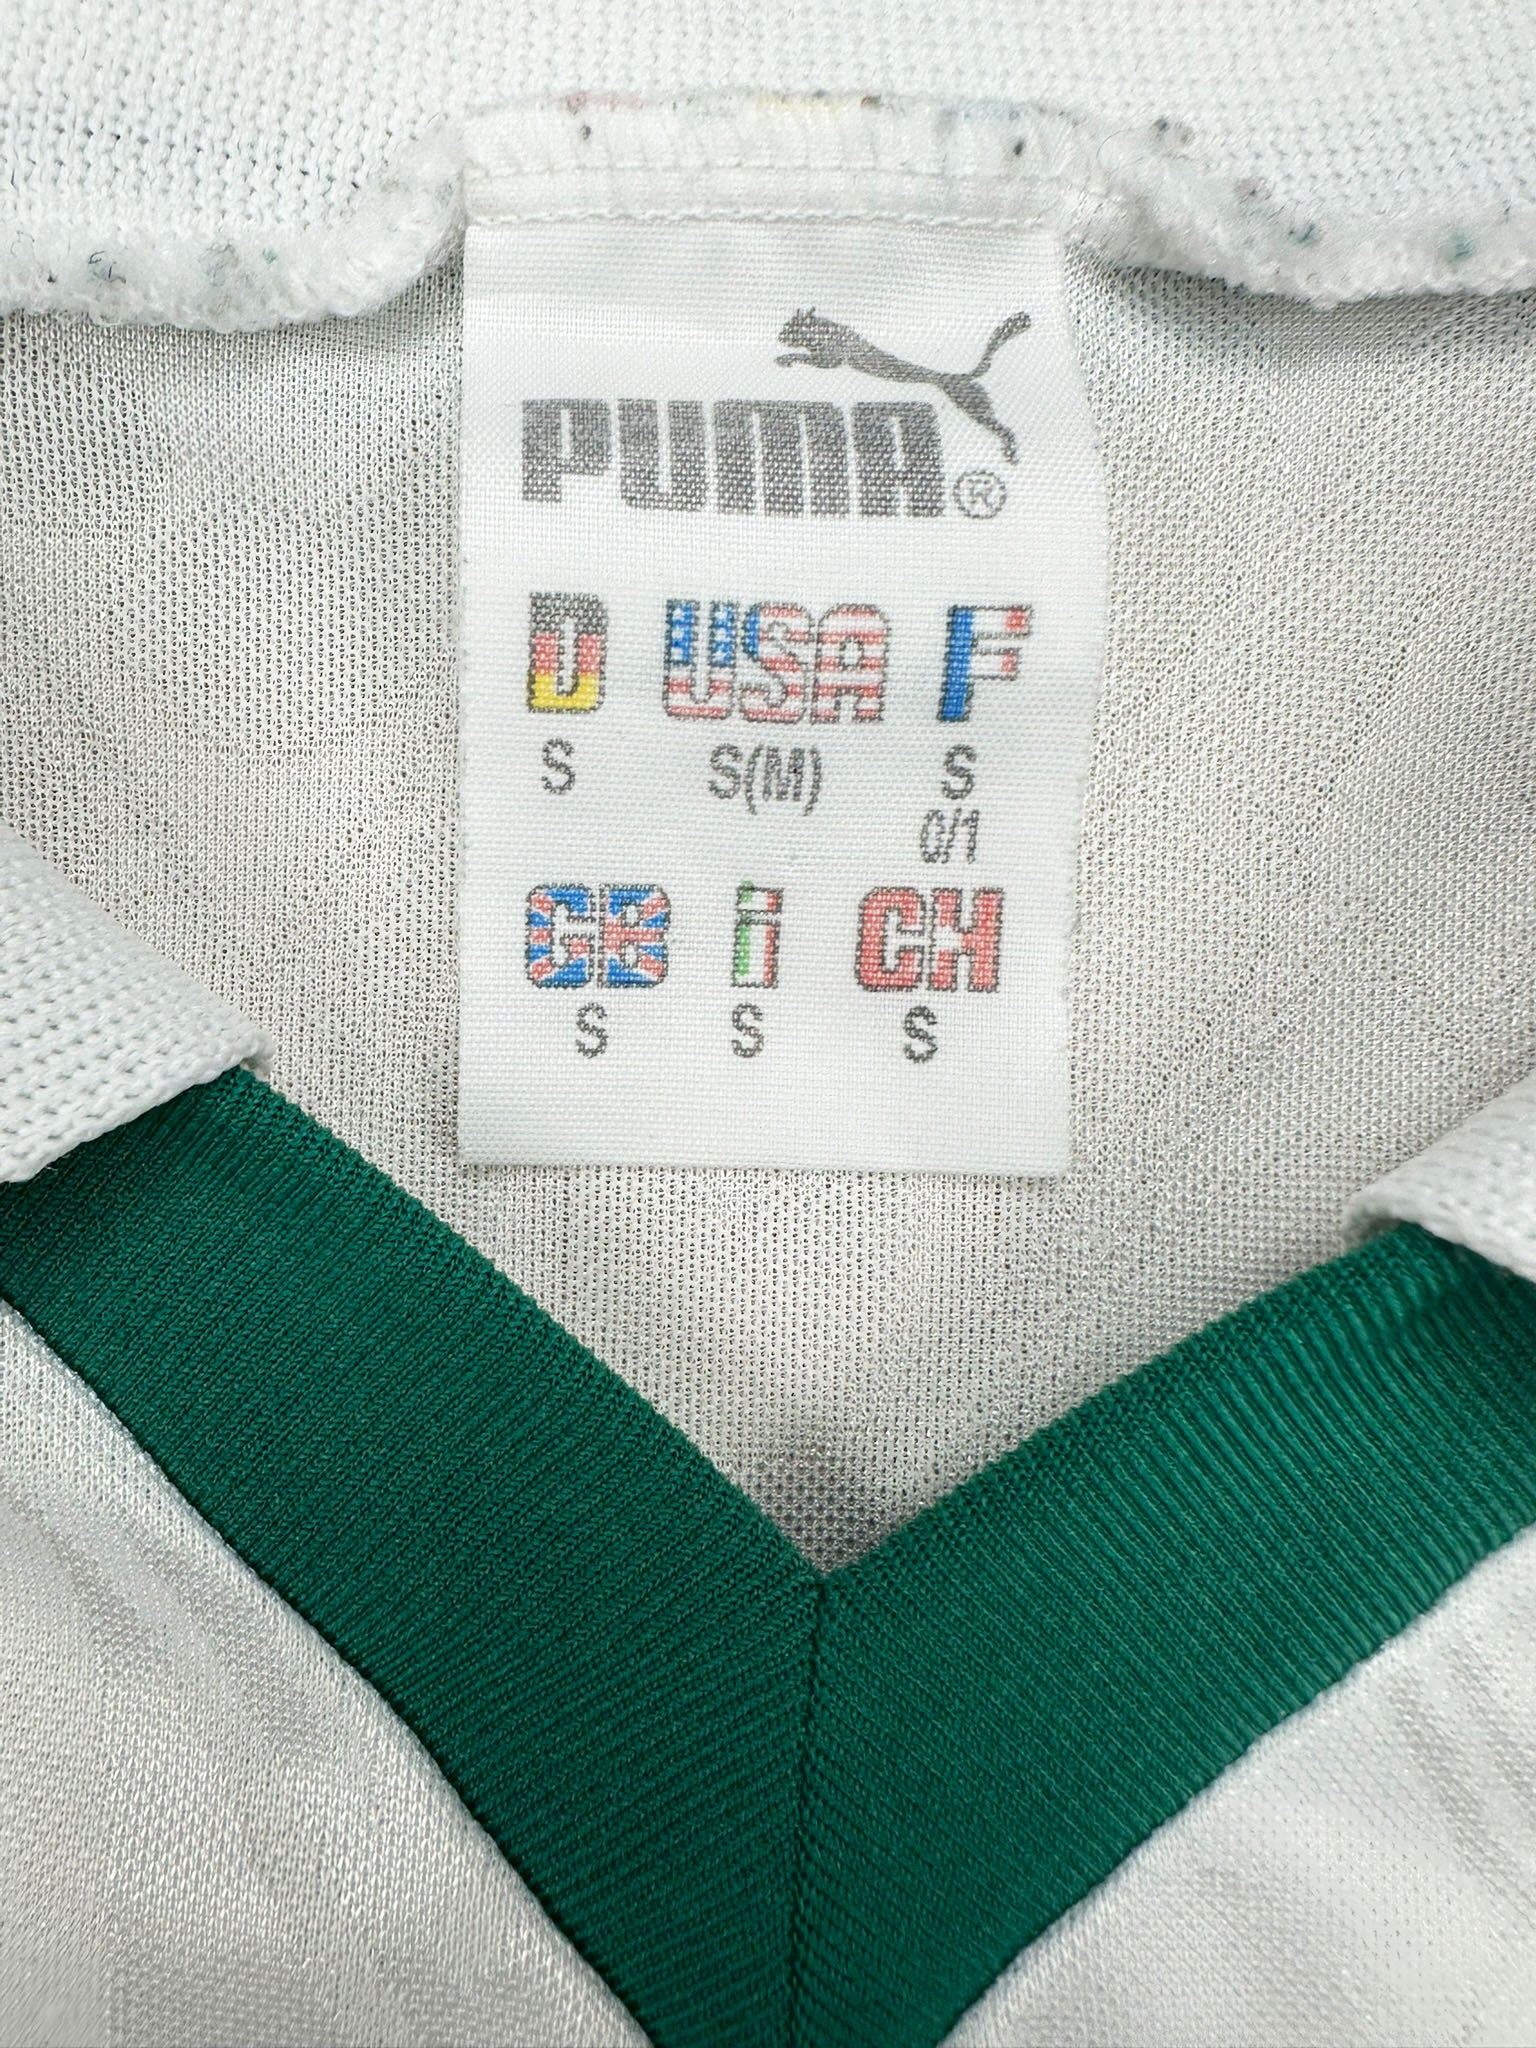 PUMA®
D USA F
S S(M) S
0/1
GB i CH
S S S